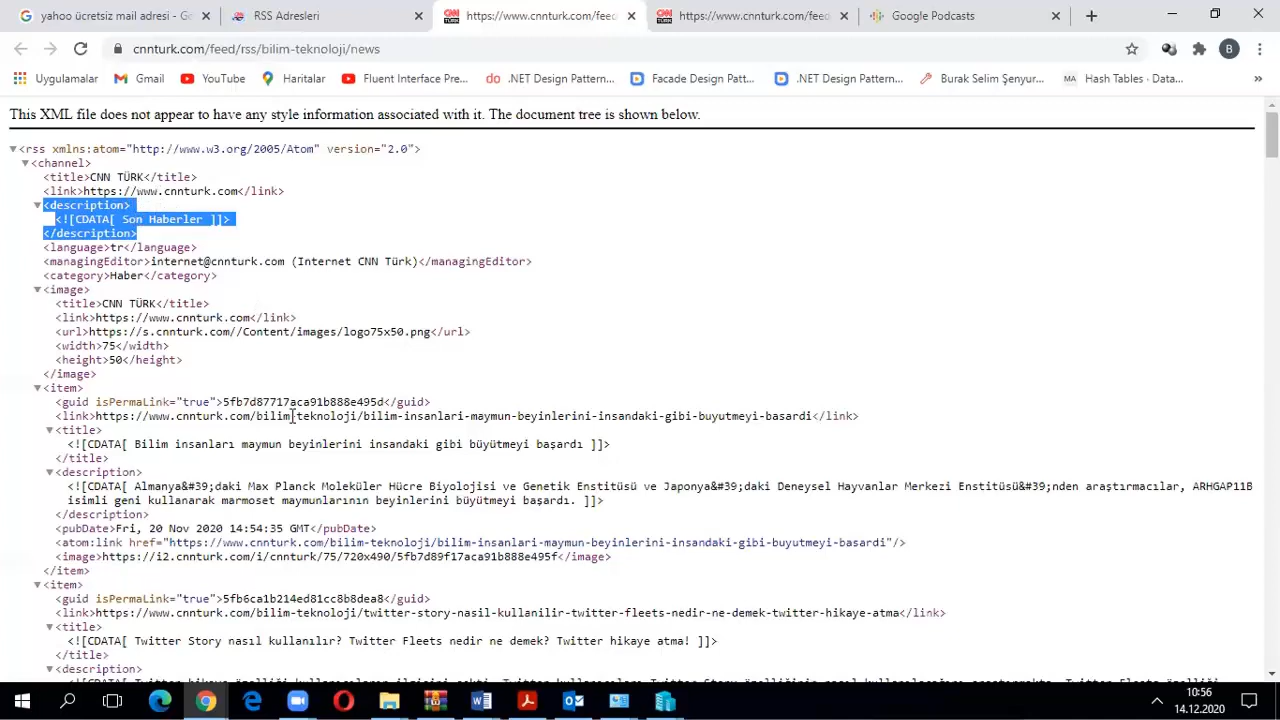 yahoo ücretsiz mail adresi - G
RSS Adresleri
https://www.cnnturk.com/feed
https://www.cnnturk.com/feed
Google Podcasts
cnnturk.com/feed/rss/bilim-teknoloji/news
B
Uygulamalar
Gmail
YouTube
Haritalar
Fluent Interface Pre...
.NET Design Pattern...
Facade Design Patt...
.NET Design Pattern...
Burak Selim Şenyur...
MA Hash Tables - Data...
»
This XML file does not appear to have any style information associated with it. The document tree is shown below.
<rss xmlns:atom="http://www.w3.org/2005/Atom" version="2.0">
<channel>
<title>CNN TÜRK</title>
<link>https://www.cnnturk.com</link>
<description>
<![CDATA[ Son Haberler ]]>
</description>
<language>tr</language>
<managingEditor>internet@cnnturk.com (Internet CNN Türk)</managingEditor>
<category>Haber</category>
<image>
<title>CNN TÜRK</title>
<link>https://www.cnnturk.com</link>
<url>https://s.cnnturk.com//Content/images/logo75x50.png</url>
<width>75</width>
<height>50</height>
</image>
<item>
<guid isPermaLink="true">5fb7d87717aca91b888e495d</guid>
<link>https://www.cnnturk.com/bilim-teknoloji/bilim-insanlari-maymun-beyinlerini-insandaki-gibi-buyutmeyi-basardi</link>
<title>
<![CDATA[ Bilim insanları maymun beyinlerini insandaki gibi büyütmeyi başardı ]]>
</title>
<description>
<![CDATA[ Almanya&#39;daki Max Planck Moleküler Hücre Biyolojisi ve Genetik Enstitüsü ve Japonya&#39;daki Deneysel Hayvanlar Merkezi Enstitüsü&#39;nden araştırmacılar, ARHGAP11B
isimli geni kullanarak marmoset maymunlarının beyinlerini büyütmeyi başardı. ]]>
</description>
<pubDate>Fri, 20 Nov 2020 14:54:35 GMT</pubDate>
<atom:link href="https://www.cnnturk.com/bilim-teknoloji/bilim-insanlari-maymun-beyinlerini-insandaki-gibi-buyutmeyi-basardi"/>
<image>https://i2.cnnturk.com/i/cnnturk/75/720x490/5fb7d89f17aca91b888e495f</image>
</item>
<item>
<guid isPermaLink="true">5fb6ca1b214ed81cc8b8dea8</guid>
<link>https://www.cnnturk.com/bilim-teknoloji/twitter-story-nasil-kullanilir-twitter-fleets-nedir-ne-demek-twitter-hikaye-atma</link>
<title>
<![CDATA[ Twitter Story nasıl kullanılır? Twitter Fleets nedir ne demek? Twitter hikaye atma! ]]>
</title>
<description>
10:56
14.12.2020